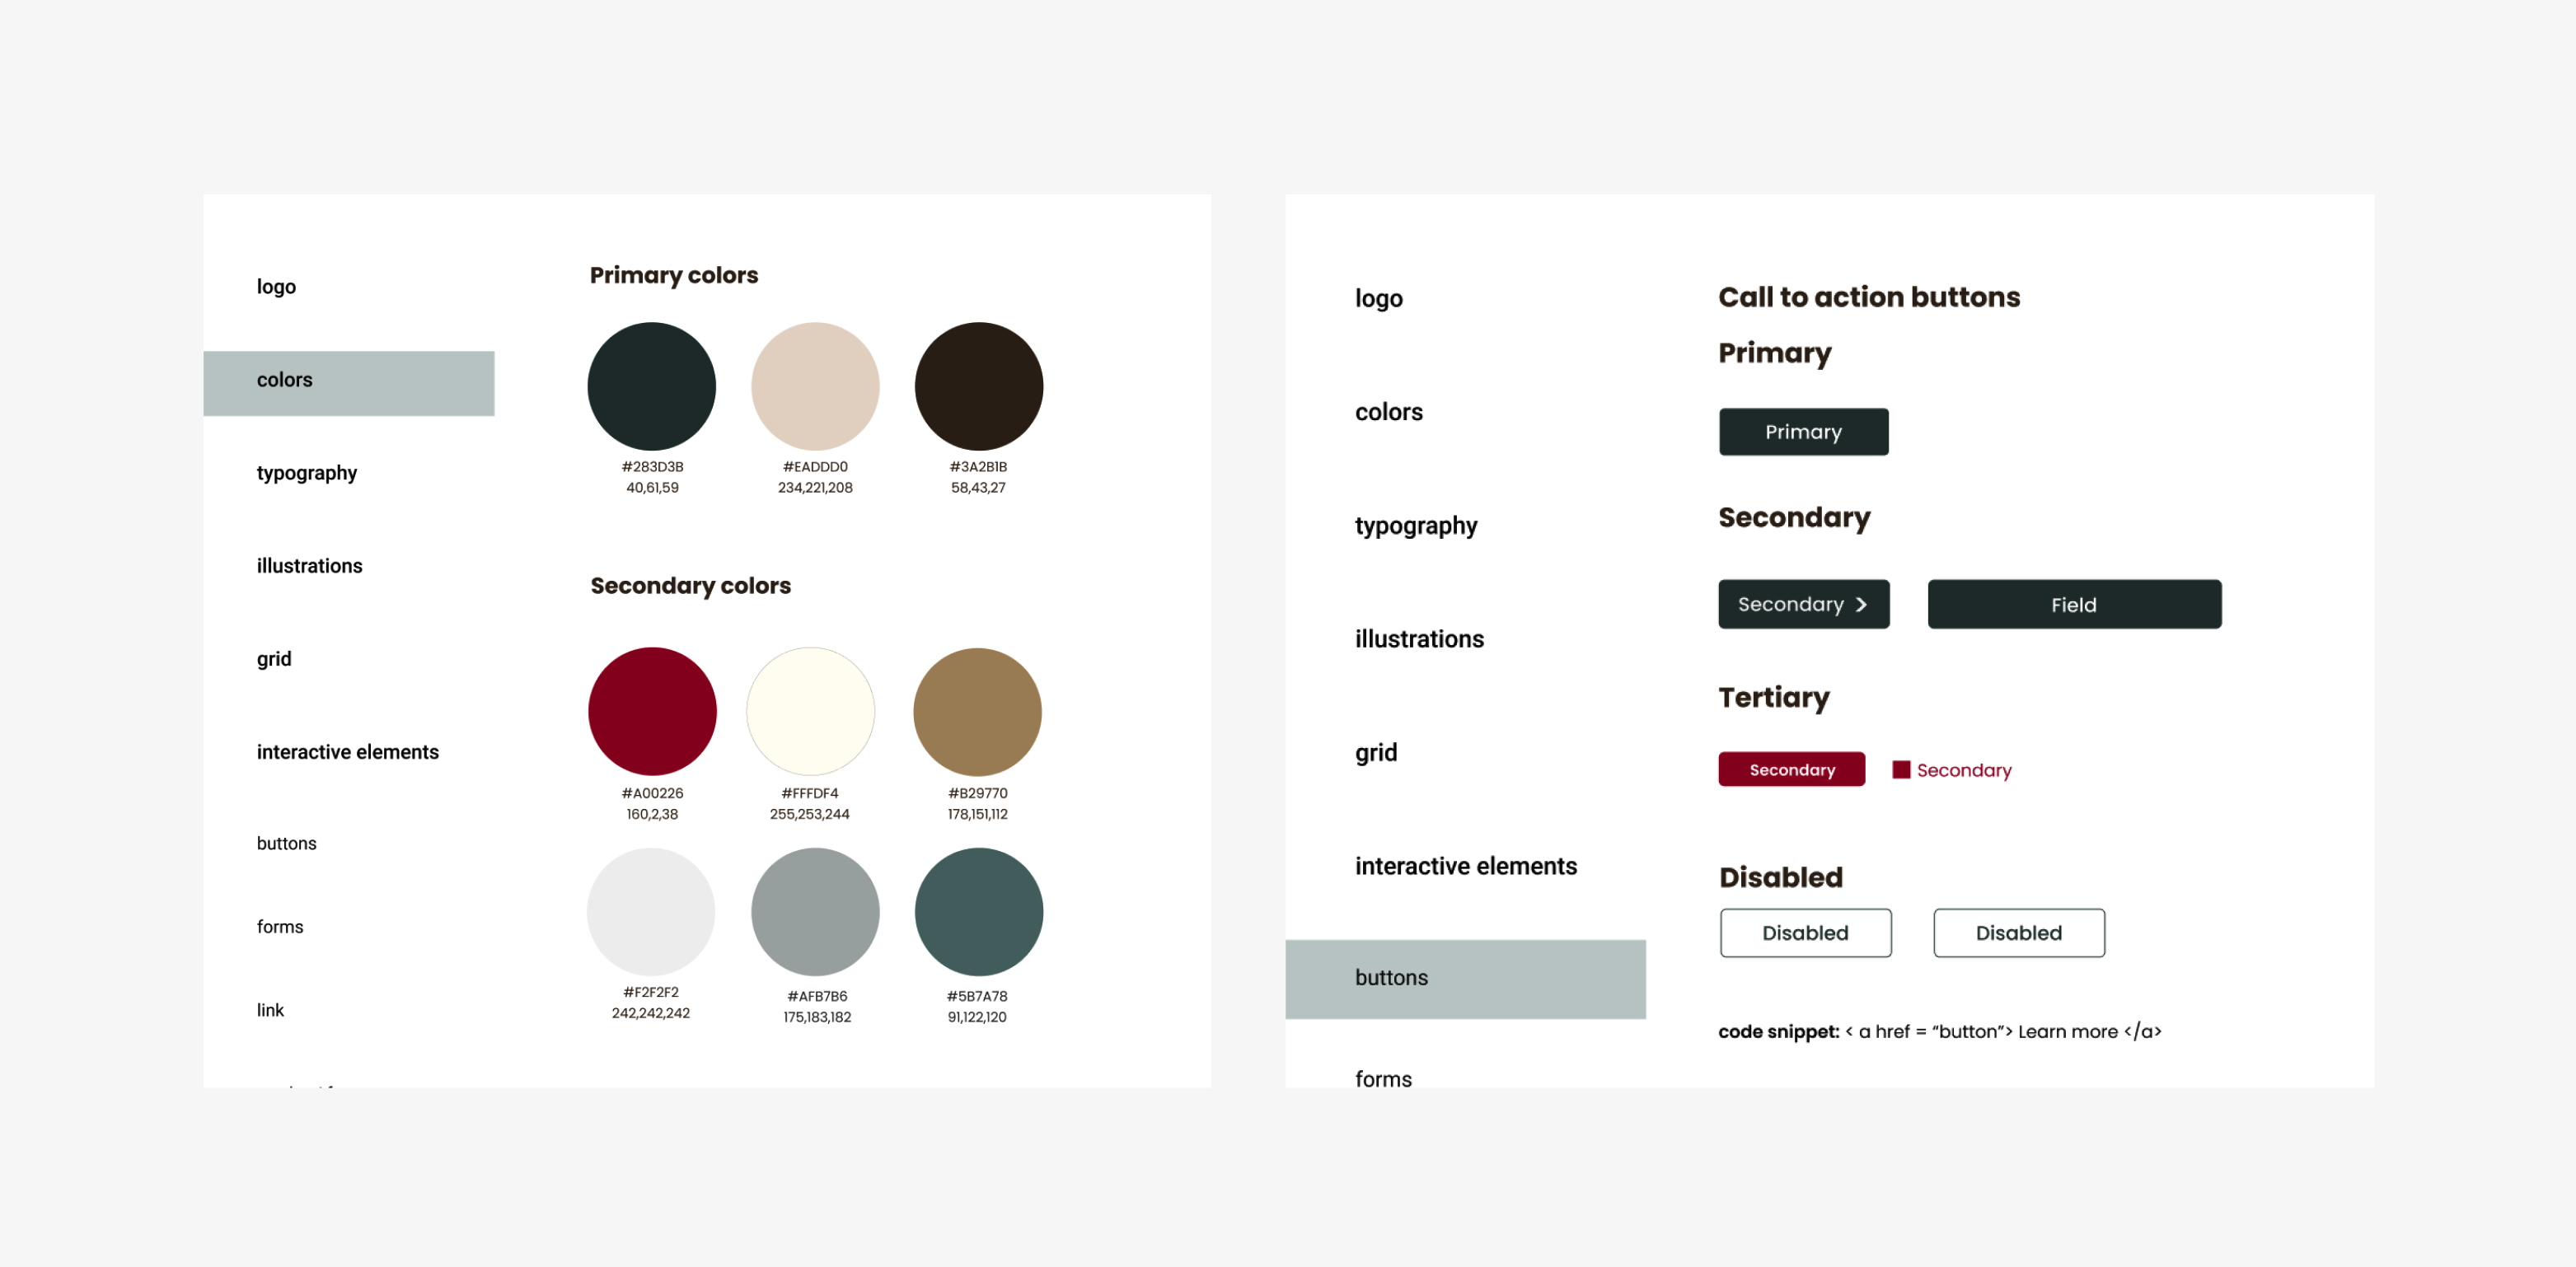 logo
colors
typography
illustrations
grid
interactive elements
buttons
forms
link
Primary colors
#283D3B
40,61,59
#EADDD0
234,221,208
#3A2B1B
58,43,27
Secondary colors
#A00226
160,2,38
#FFFDF4
255,253,244
#B29770
178,151,112
#F2F2F2
242,242,242
#AFB7B6
175,183,182
#5B7A78
91,122,120
logo
colors
typography
illustrations
grid
interactive elements
buttons
forms
Call to action buttons
Primary
Primary
Secondary
Secondary
Field
Tertiary
Secondary
Secondary
Disabled
Disabled
Disabled
code snippet: < a href = “button”> Learn more </a>